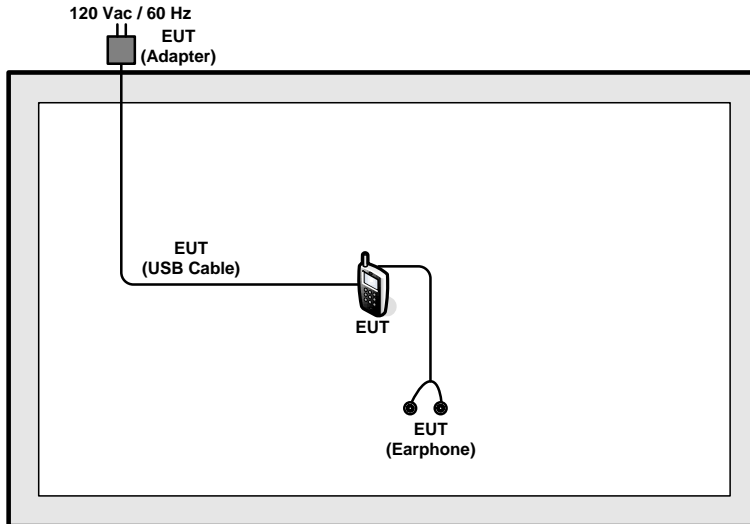 120 Vac / 60 Hz
EUT
(Adapter)
EUT
(USB Cable)
EUT
EUT
(Earphone)